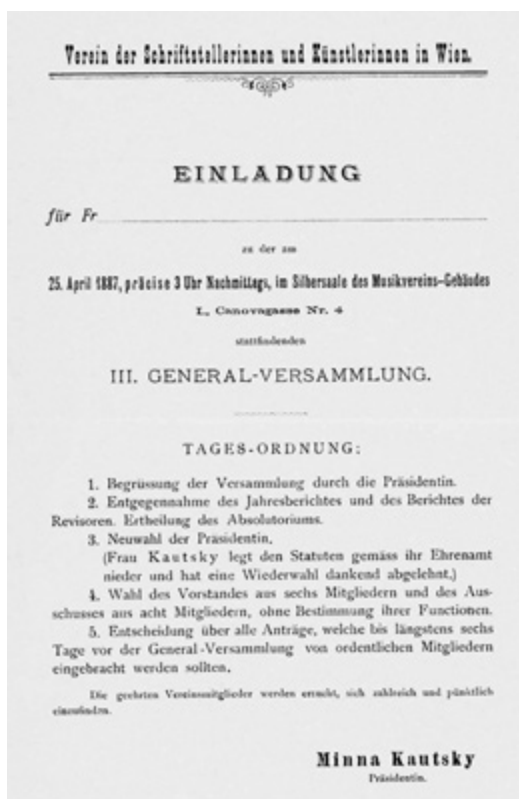 Verein der Schriftstellerinnen und Künstlerinnen in Wien.
EINLADUNG
für Fr
zu der am
25. April 1887, präcise 3 Uhr Nachmittags, im Silbersaale des Musikvereins-Gebäudes
I., Canovagasse Nr. 4
stattfindenden
III. GENERAL-VERSAMMLUNG.
TAGES-ORDNUNG:
1. Begrüssung der Versammlung durch die Präsidentin.
2. Entgegennahme des Jahresberichtes und des Berichtes der
Revisoren. Ertheilung des Absolutoriums.
3. Neuwahl der Präsidentin.
(Frau Kautsky legt den Statuten gemäss ihr Ehrenamt
nieder und hat eine Wiederwahl dankend abgelehnt.)
4. Wahl des Vorstandes aus sechs Mitgliedern und des Aus-
schusses aus acht Mitgliedern, ohne Bestimmung ihrer Functionen.
5. Entscheidung über alle Anträge, welche bis längstens sechs
Tage vor der General-Versammlung von ordentlichen Mitgliedern
eingebracht werden sollten.
Die geehrten Vereinsmitglieder werden ersucht, sich zahlreich und pünktlich
einzufinden.
Minna Kautsky
Präsidentin.